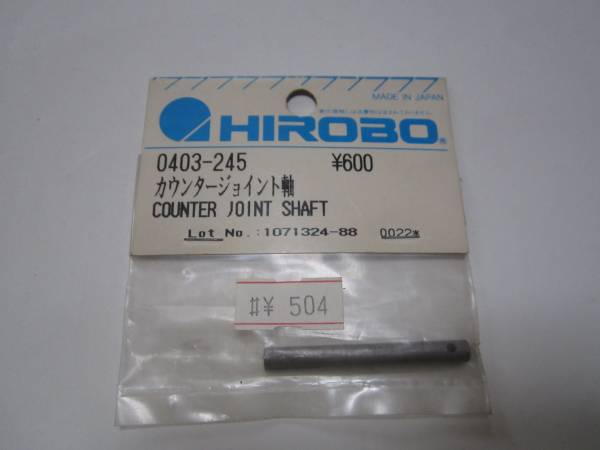 MADE IN JAPAN
HIROBO®
0403-245 ¥600
カウンタージョイント軸
COUNTER JOINT SHAFT
Lot No.:1071324-88 0022*
¥ 504